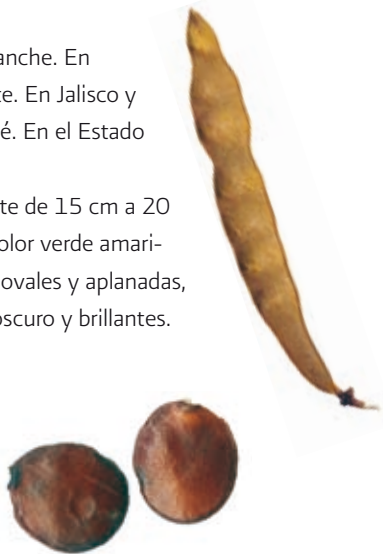 anche. En
te. En Jalisco y
é. En el Estado
te de 15 cm a 20
olor verde amari-
ovales y aplanadas,
oscuro y brillantes.